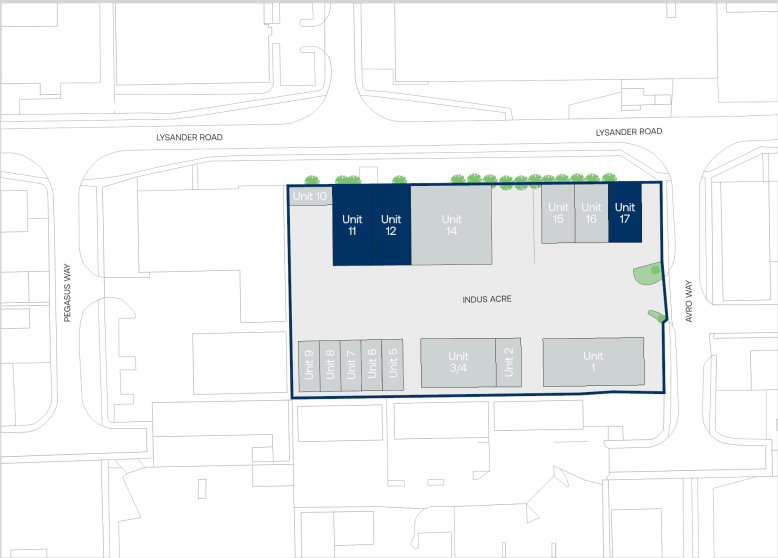 LYSANDER ROAD
LYSANDER ROAD
Unit 10
Unit
11
Unit
12
Unit
14
Unit
15
Unit
16
Unit
17
PEGASUS WAY
INDUS ACRE
AVRO WAY
Unit 9
Unit 8
Unit 7
Unit 6
Unit 5
Unit
3/4
Unit 2
Unit
1